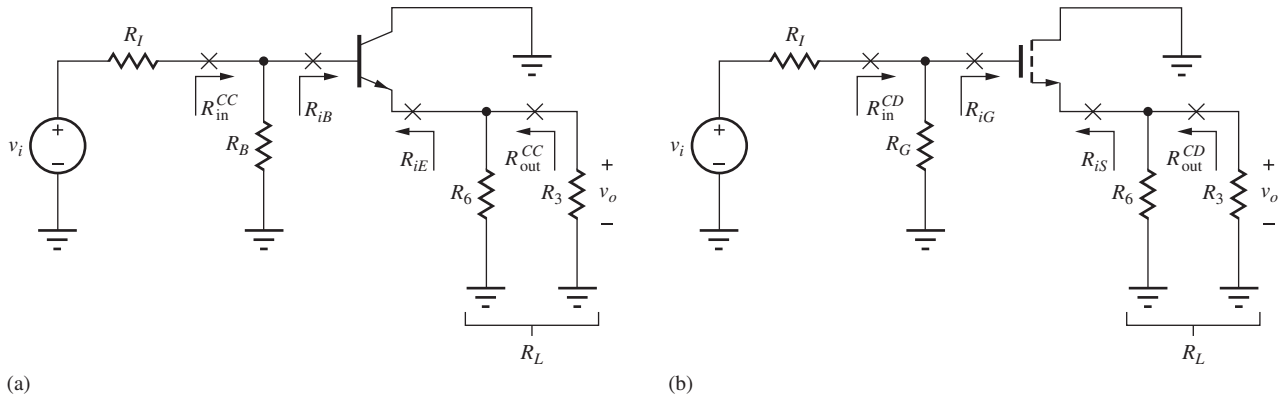 R_I
R_in^CC
R_iB
R_B
v_i
+
−
R_iE
R_out^CC
R_6
R_3
+
v_o
−
R_L
(a)
R_I
R_in^CD
R_iG
R_G
v_i
+
−
R_iS
R_out^CD
R_6
R_3
+
v_o
−
R_L
(b)